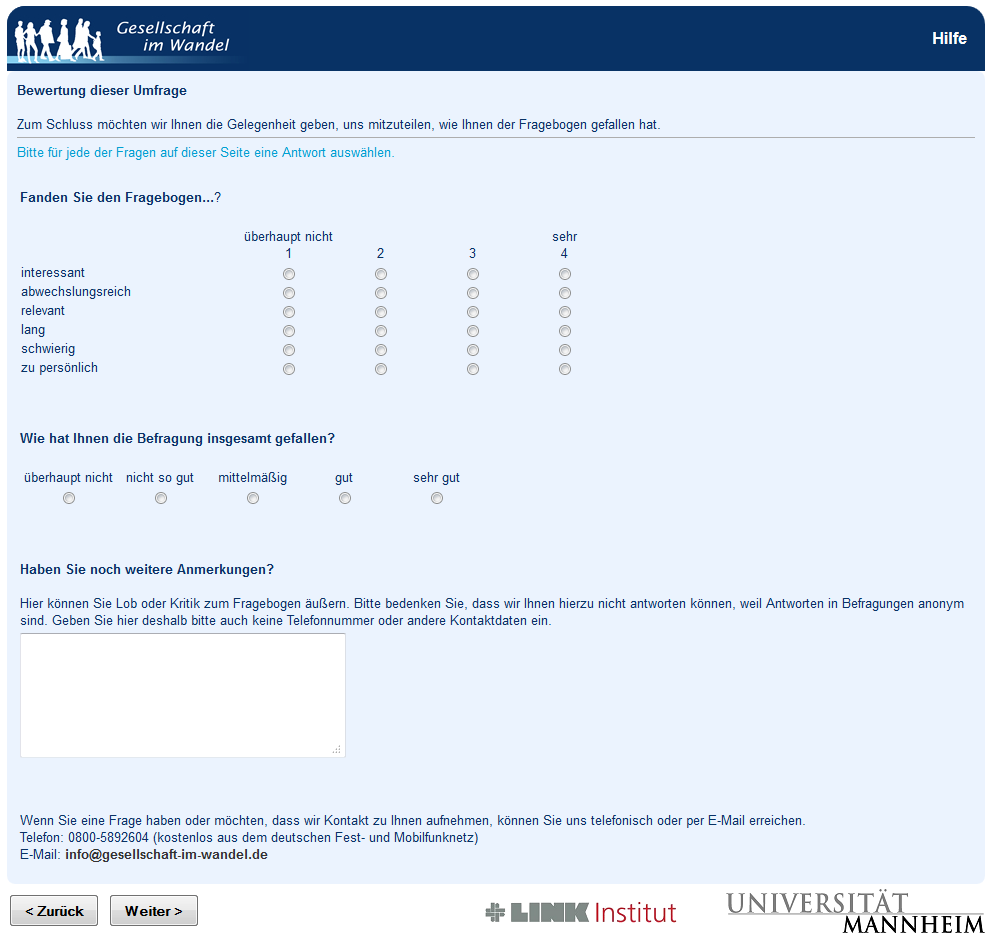 Gesellschaft
im Wandel
Hilfe
Bewertung dieser Umfrage
Zum Schluss möchten wir Ihnen die Gelegenheit geben, uns mitzuteilen, wie Ihnen der Fragebogen gefallen hat.
Bitte für jede der Fragen auf dieser Seite eine Antwort auswählen.
Fanden Sie den Fragebogen...?
überhaupt nicht sehr
1 2 3 4
interessant
abwechslungsreich
relevant
lang
schwierig
zu persönlich
Wie hat Ihnen die Befragung insgesamt gefallen?
überhaupt nicht nicht so gut mittelmäßig gut sehr gut
Haben Sie noch weitere Anmerkungen?
Hier können Sie Lob oder Kritik zum Fragebogen äußern. Bitte bedenken Sie, dass wir Ihnen hierzu nicht antworten können, weil Antworten in Befragungen anonym
sind. Geben Sie hier deshalb bitte auch keine Telefonnummer oder andere Kontaktdaten ein.
Wenn Sie eine Frage haben oder möchten, dass wir Kontakt zu Ihnen aufnehmen, können Sie uns telefonisch oder per E-Mail erreichen.
Telefon: 0800-5892604 (kostenlos aus dem deutschen Fest- und Mobilfunknetz)
E-Mail: info@gesellschaft-im-wandel.de
< Zurück Weiter >
LINK Institut
UNIVERSITÄT
MANNHEIM